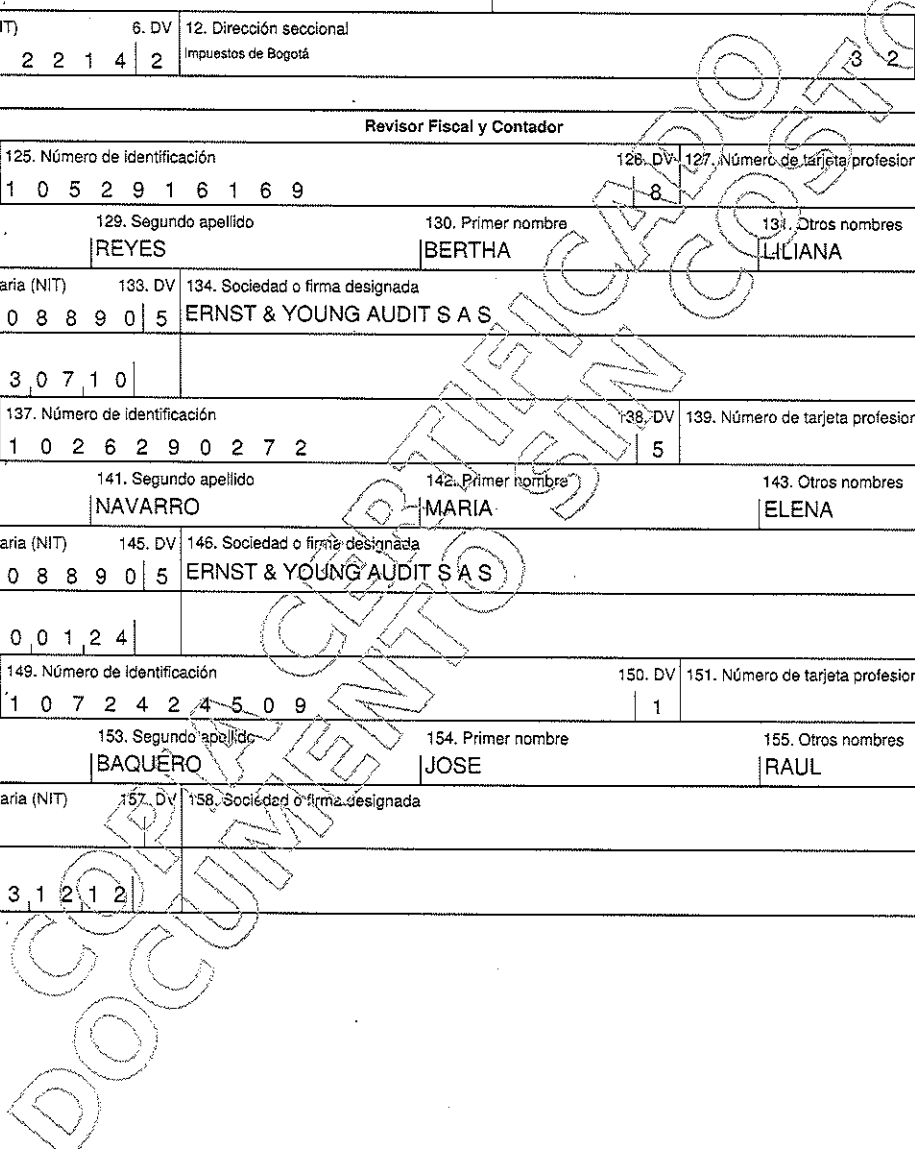 IT) 6. DV 12. Dirección seccional
2 2 1 4 2 Impuestos de Bogotá 3 2
Revisor Fiscal y Contador
125. Número de identificación 126. DV 127. Número de tarjeta profesion
1 0 5 2 9 1 6 1 6 9 8
129. Segundo apellido 130. Primer nombre 131. Otros nombres
REYES BERTHA LILIANA
aria (NIT) 133. DV 134. Sociedad o firma designada
0 8 8 9 0 5 ERNST & YOUNG AUDIT S A S
3 0 7 1 0
137. Número de identificación 138. DV 139. Número de tarjeta profesion
1 0 2 6 2 9 0 2 7 2 5
141. Segundo apellido 142. Primer nombre 143. Otros nombres
NAVARRO MARIA ELENA
aria (NIT) 145. DV 146. Sociedad o firma designada
0 8 8 9 0 5 ERNST & YOUNG AUDIT S A S
0 0 1 2 4
149. Número de identificación 150. DV 151. Número de tarjeta profesion
1 0 7 2 4 2 4 5 0 9 1
153. Segundo apellido 154. Primer nombre 155. Otros nombres
BAQUERO JOSE RAUL
aria (NIT) 157. DV 158. Sociedad o firma designada
3 1 2 1 2
COPIA CERTIFICADO
DOCUMENTO SIN COSTO